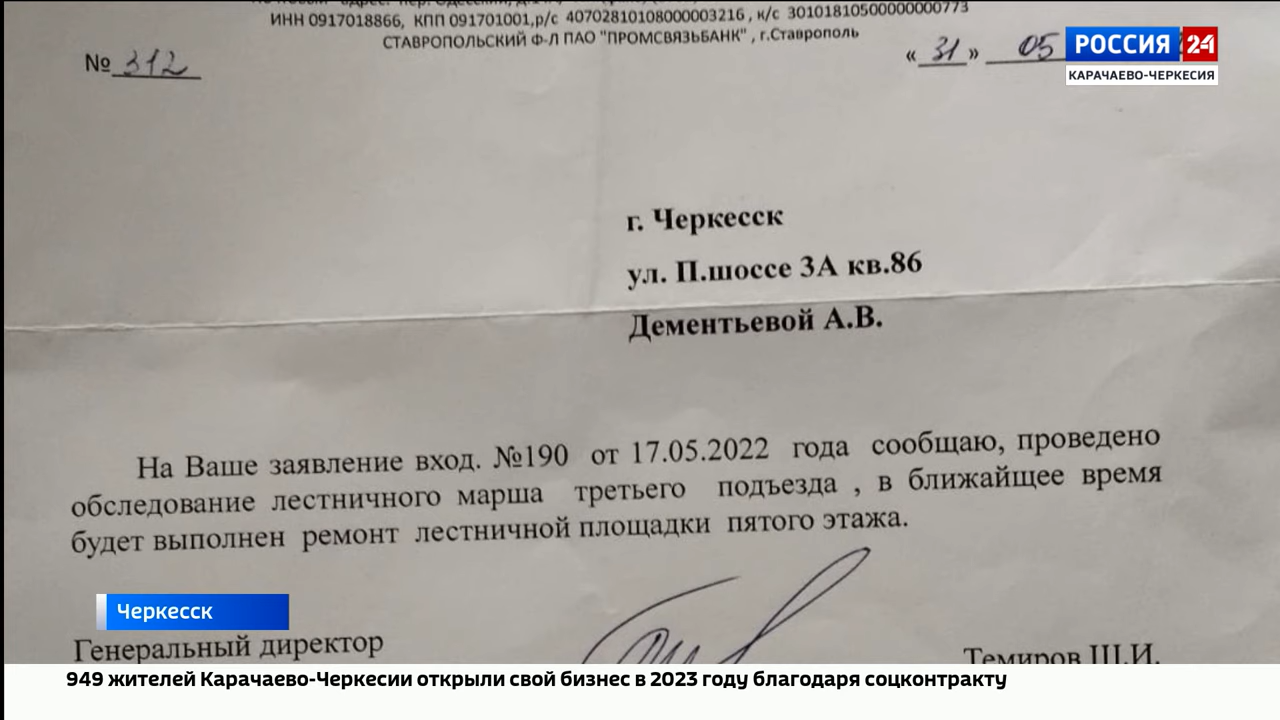 ИНН 0917018866, КПП 091701001,р/с 40702810108000003216 , к/с 30101810500000000773
СТАВРОПОЛЬСКИЙ Ф-Л ПАО "ПРОМСВЯЗЬБАНК" , г.Ставрополь
№ 312
« 31 » 05
РОССИЯ 24
КАРАЧАЕВО-ЧЕРКЕСИЯ
г. Черкесск
ул. П.шоссе 3А кв.86
Дементьевой А.В.
На Ваше заявление вход. №190 от 17.05.2022 года сообщаю, проведено
обследование лестничного марша третьего подъезда , в ближайщее время
будет выполнен ремонт лестничной площадки пятого этажа.
Черкесск
Генеральный директор
Темиров Ш.И.
949 жителей Карачаево-Черкесии открыли свой бизнес в 2023 году благодаря соцконтракту